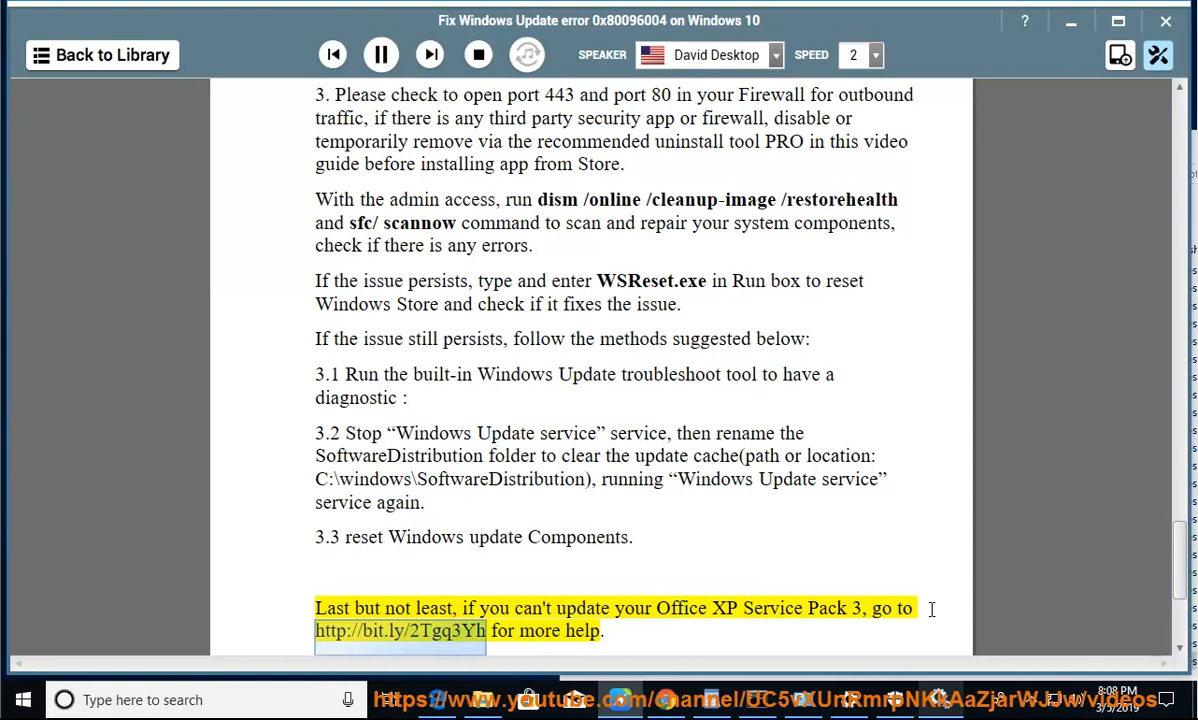 Fix Windows Update error 0x80096004 on Windows 10
?
Back to Library
SPEAKER David Desktop SPEED 2
3. Please check to open port 443 and port 80 in your Firewall for outbound
traffic, if there is any third party security app or firewall, disable or
temporarily remove via the recommended uninstall tool PRO in this video
guide before installing app from Store.
With the admin access, run dism /online /cleanup-image /restorehealth
and sfc/ scannow command to scan and repair your system components,
check if there is any errors.
If the issue persists, type and enter WSReset.exe in Run box to reset
Windows Store and check if it fixes the issue.
If the issue still persists, follow the methods suggested below:
3.1 Run the built-in Windows Update troubleshoot tool to have a
diagnostic :
3.2 Stop “Windows Update service” service, then rename the
SoftwareDistribution folder to clear the update cache(path or location:
C:\windows\SoftwareDistribution), running “Windows Update service”
service again.
3.3 reset Windows update Components.
Last but not least, if you can't update your Office XP Service Pack 3, go to
http://bit.ly/2Tgq3Yh for more help.
Type here to search
8:08 PM
3/5/2019